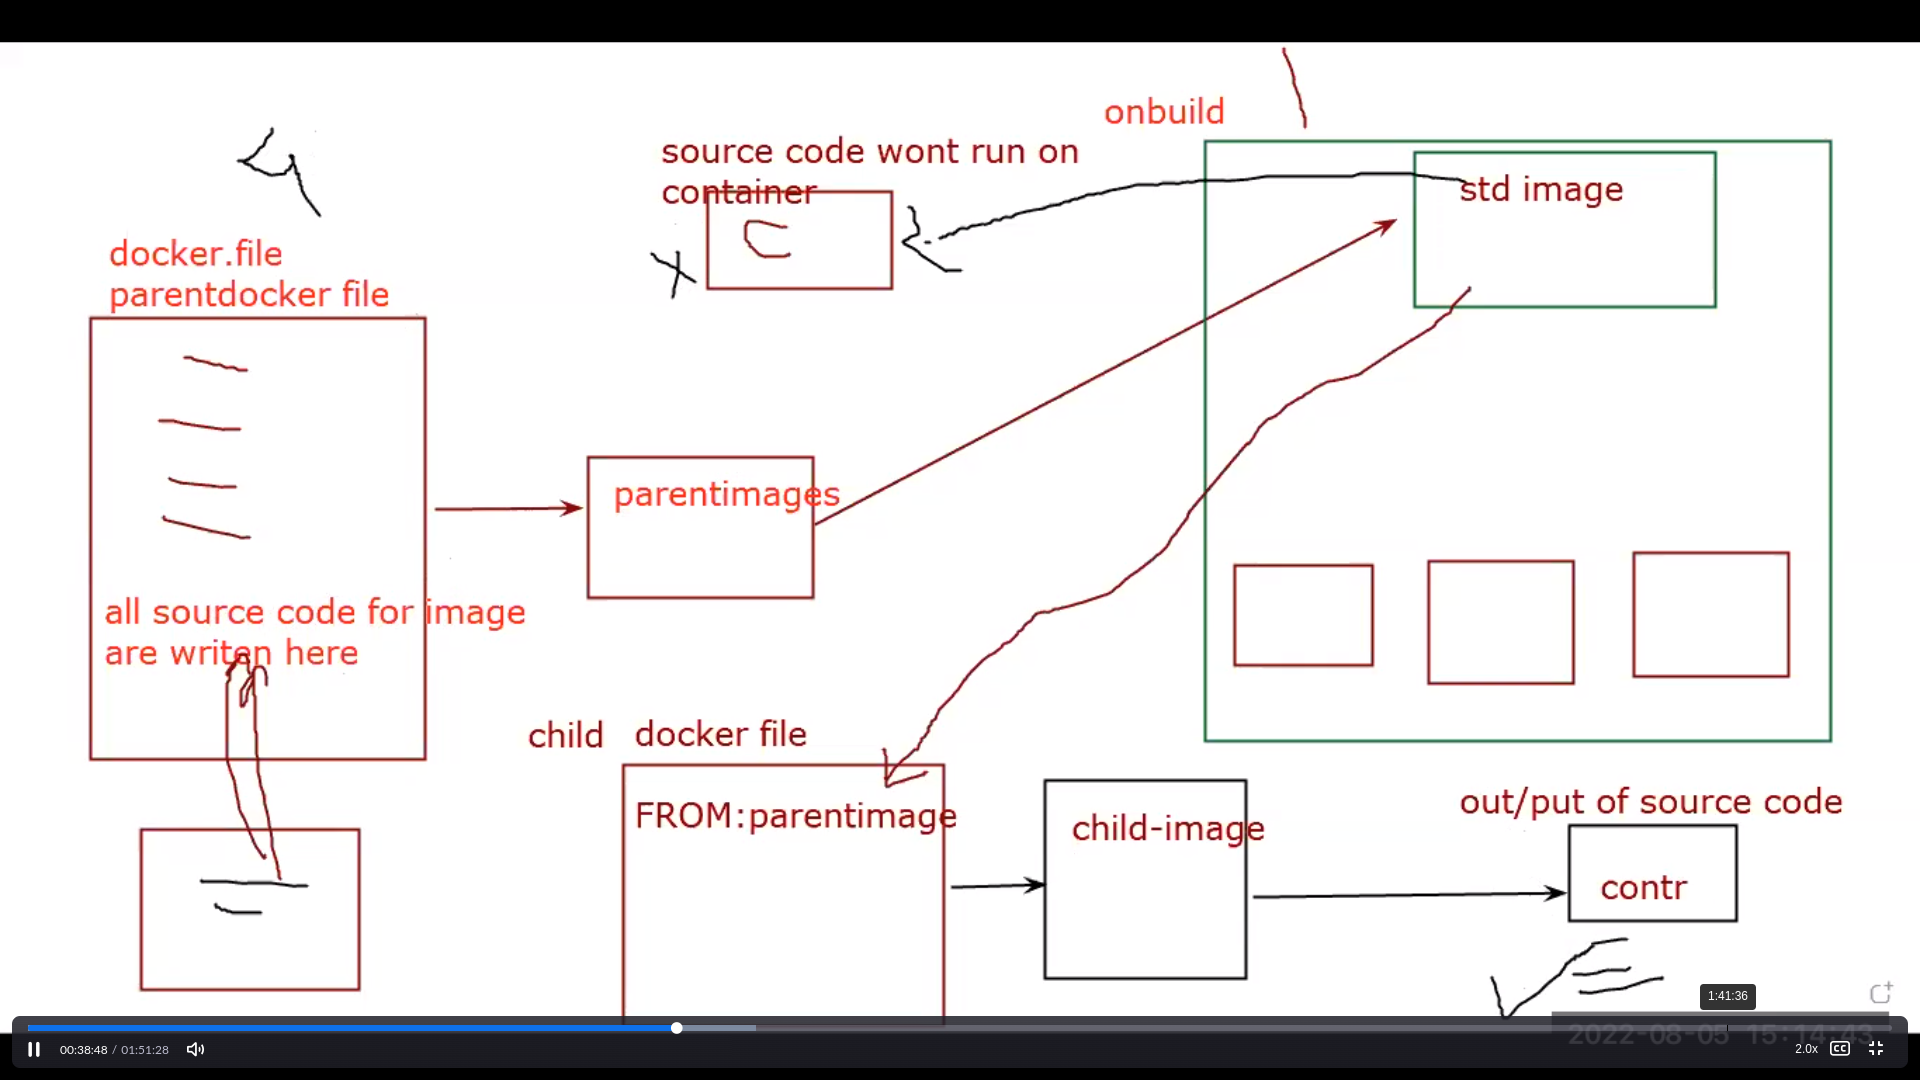 onbuild
source code wont run on
container
std image
C
docker.file
parentdocker file
parentimages
all source code for image
are writen here
child docker file
FROM:parentimage
child-image
out/put of source code
contr
1:41:36
2022-08-05 15:14:43
00:38:48 / 01:51:28
2.0x
CC